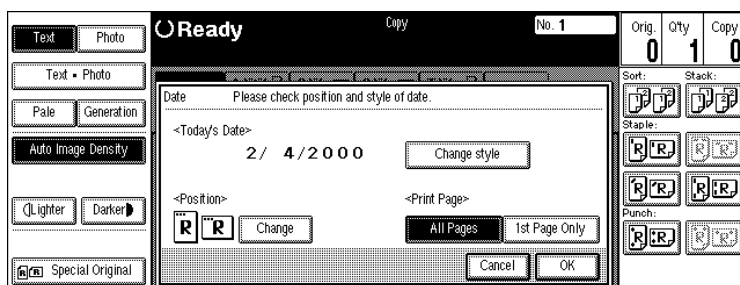 Text Photo
Text • Photo
Pale Generation
Auto Image Density
Lighter Darker
Special Original
Ready
Copy
No. 1
Date Please check position and style of date.
<Today's Date>
2/ 4/2000 Change style
<Position> <Print Page>
R R Change All Pages 1st Page Only
Cancel OK
Orig. Q'ty Copy
0 1 0
Sort: Stack:
Staple:
Punch: